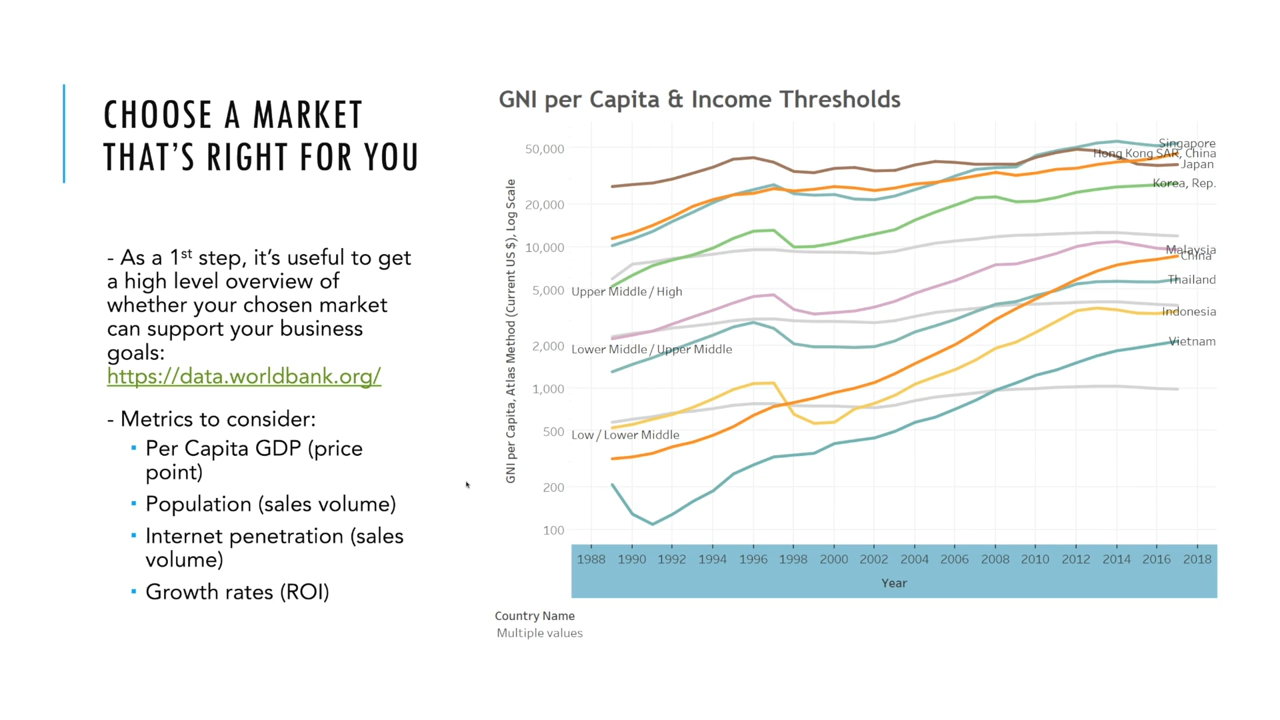 CHOOSE A MARKET
THAT'S RIGHT FOR YOU
- As a 1st step, it's useful to get
a high level overview of
whether your chosen market
can support your business
goals:
https://data.worldbank.org/
- Metrics to consider:
▪ Per Capita GDP (price
point)
▪ Population (sales volume)
▪ Internet penetration (sales
volume)
▪ Growth rates (ROI)
GNI per Capita & Income Thresholds
GNI per Capita, Atlas Method (Current US $), Log Scale
50,000
20,000
10,000
5,000
2,000
1,000
500
200
100
Singapore
Hong Kong SAR, China
Japan
Korea, Rep.
Malaysia
China
Thailand
Indonesia
Vietnam
Upper Middle / High
Lower Middle / Upper Middle
Low / Lower Middle
1988 1990 1992 1994 1996 1998 2000 2002 2004 2006 2008 2010 2012 2014 2016 2018
Year
Country Name
Multiple values